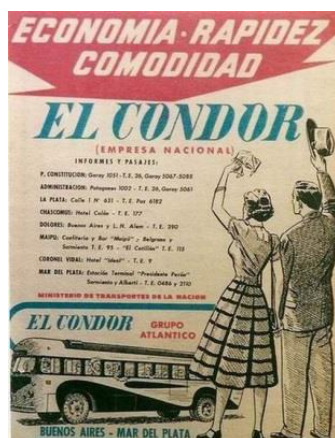 ECONOMIA · RAPIDEZ
COMODIDAD
EL CONDOR
(EMPRESA NACIONAL)
INFORMES Y PASAJES:
P. CONSTITUCION: Garay 1051 - T.E. 26, Garay 5067-5088
ADMINISTRACION: Patagones 1002 - T. E. 26, Garay 5061
LA PLATA: Calle 1 Nº 631 - T. E. Paz 6182
CHASCOMUS: Hotel Colón - T. E. 177
DOLORES: Buenos Aires y L. N. Alem - T. E. 280
MAIPU: Confitería y Bar "Maipú" ; Belgrano y
Sarmiento T. E. 95 - "El Cotillón" T. E. 115
CORONEL VIDAL: Hotel "Ideal" - T. E. 9
MAR DEL PLATA: Estación Terminal "Presidente Perón"
Sarmiento y Alberti - T. E. 0486 y 2110
MINISTERIO DE TRANSPORTES DE LA NACION
EL CONDOR
GRUPO
ATLANTICO
BUENOS AIRES - MAR DEL PLATA